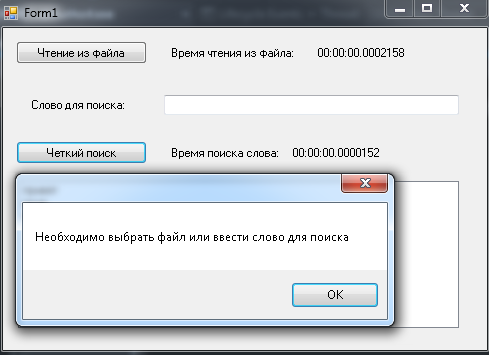 Form1
Чтение из файла
Время чтения из файла:
00:00:00.0002158
Слово для поиска:
Четкий поиск
Время поиска слова:
00:00:00.0000152
Необходимо выбрать файл или ввести слово для поиска
OK